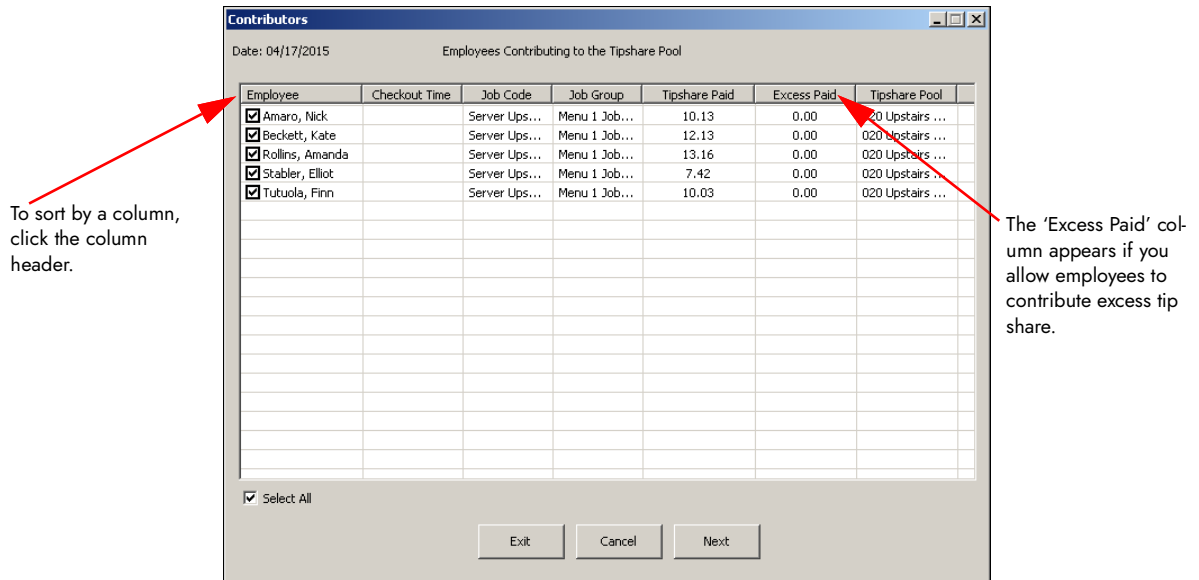 Contributors
Date: 04/17/2015 Employees Contributing to the Tipshare Pool
Employee Checkout Time Job Code Job Group Tipshare Paid Excess Paid Tipshare Pool
Amaro, Nick Server Ups... Menu 1 Job... 10.13 0.00 020 Upstairs ...
Beckett, Kate Server Ups... Menu 1 Job... 12.13 0.00 020 Upstairs ...
Rollins, Amanda Server Ups... Menu 1 Job... 13.16 0.00 020 Upstairs ...
Stabler, Elliot Server Ups... Menu 1 Job... 7.42 0.00 020 Upstairs ...
Tutuola, Finn Server Ups... Menu 1 Job... 10.03 0.00 020 Upstairs ...
Select All
Exit Cancel Next
To sort by a column,
click the column
header.
The ‘Excess Paid’ col-
umn appears if you
allow employees to
contribute excess tip
share.